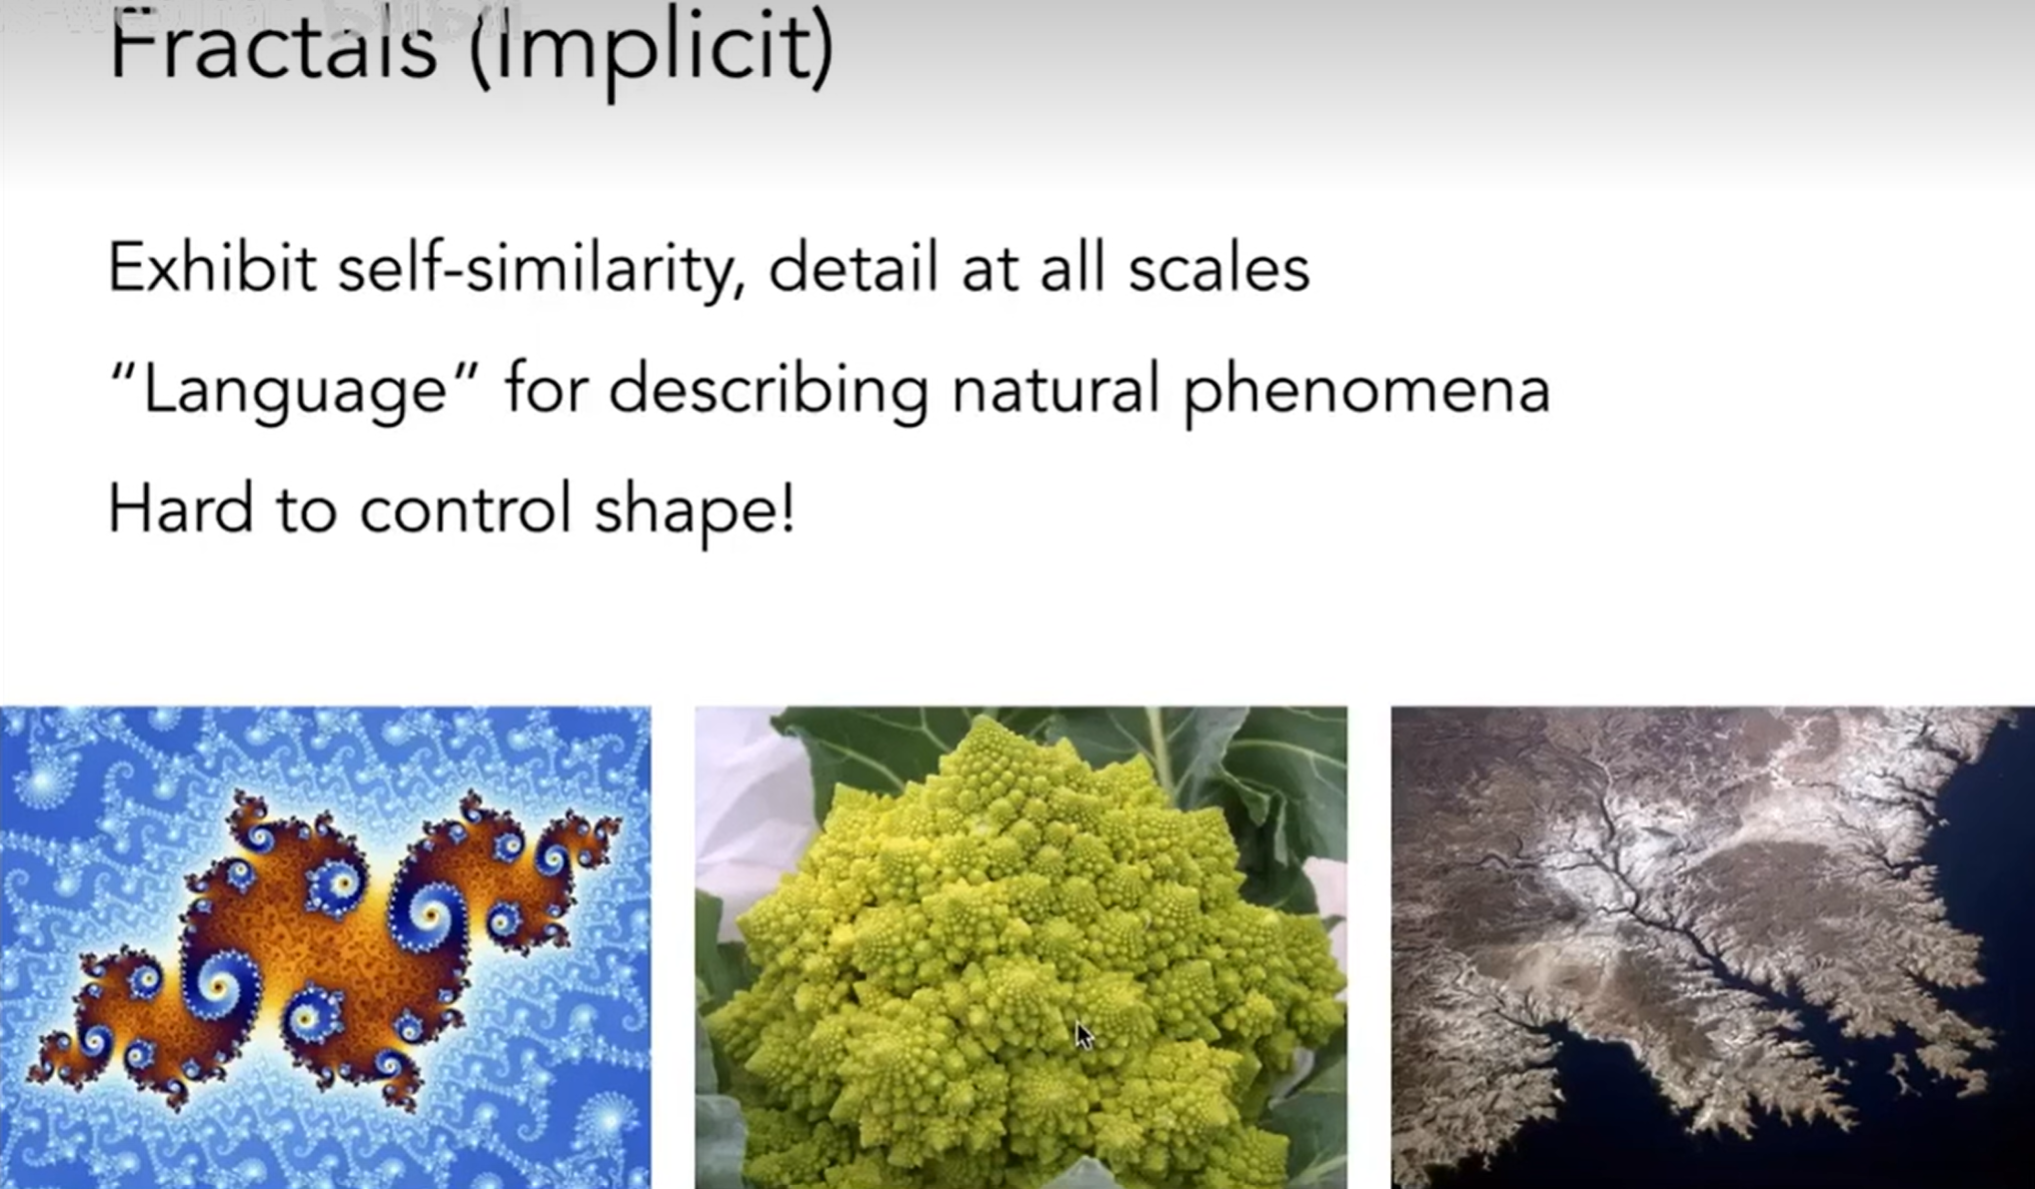 Fractals (Implicit)
Exhibit self-similarity, detail at all scales
“Language” for describing natural phenomena
Hard to control shape!